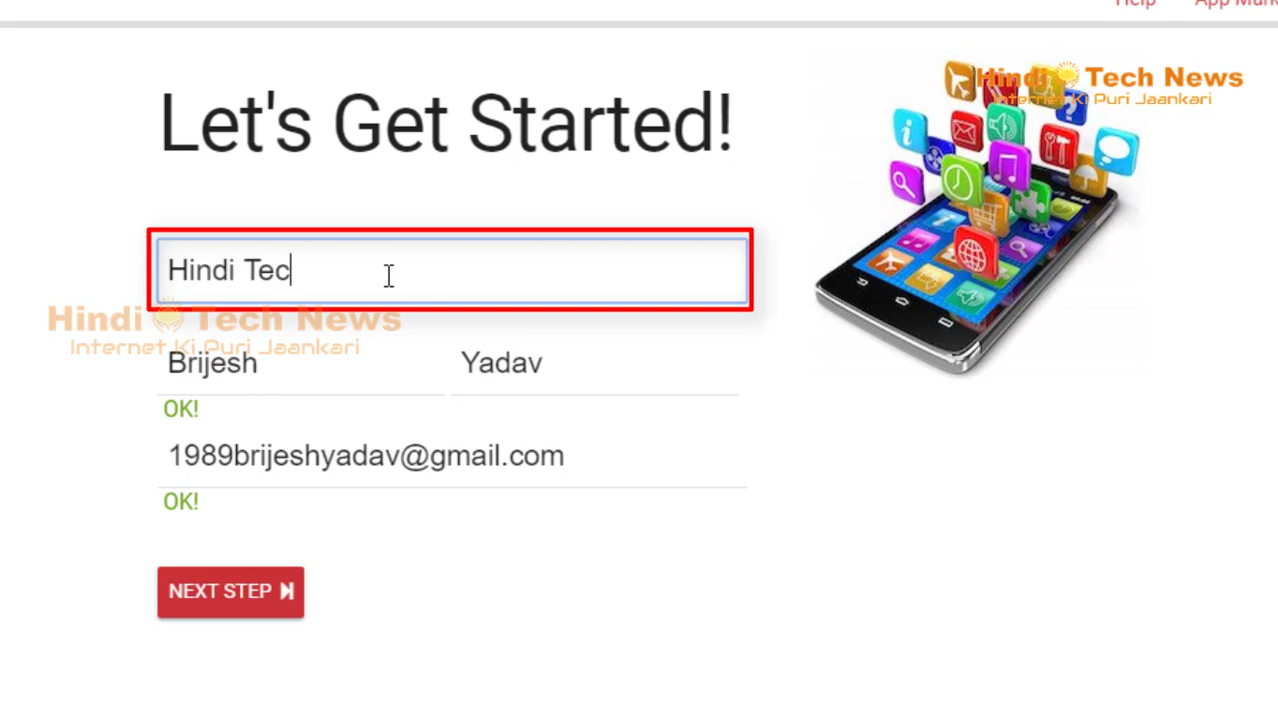 Help App Mark
Hindi Tech News
Internet Ki Puri Jaankari
Let's Get Started!
Hindi Tec
Hindi Tech News
Internet Ki Puri Jaankari
Brijesh Yadav
OK!
1989brijeshyadav@gmail.com
OK!
NEXT STEP